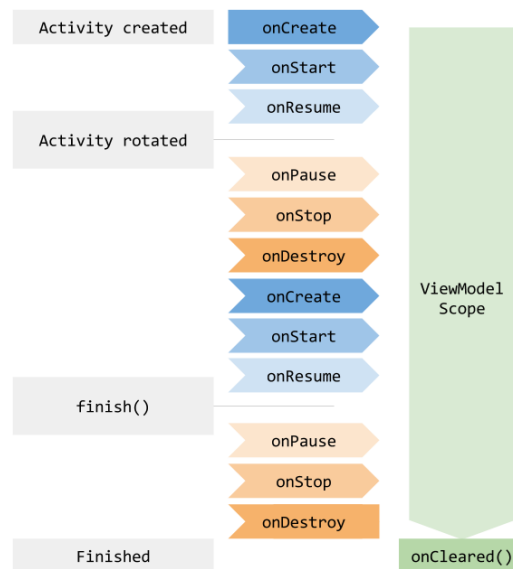 Activity created
onCreate
onStart
onResume
Activity rotated
onPause
onStop
onDestroy
onCreate
ViewModel
Scope
onStart
onResume
finish()
onPause
onStop
onDestroy
Finished
onCleared()